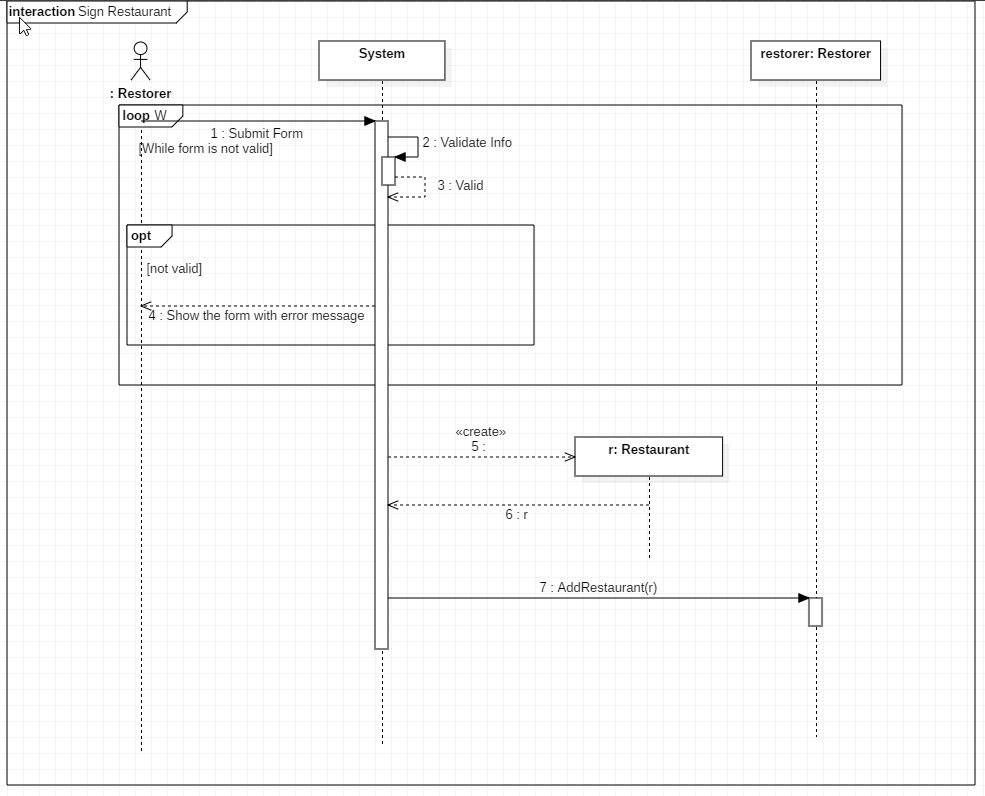 interaction Sign Restaurant
System
restorer: Restorer
: Restorer
loop W
1 : Submit Form
[While form is not valid]
2 : Validate Info
3 : Valid
opt
[not valid]
4 : Show the form with error message
«create»
5 :
r: Restaurant
6 : r
7 : AddRestaurant(r)